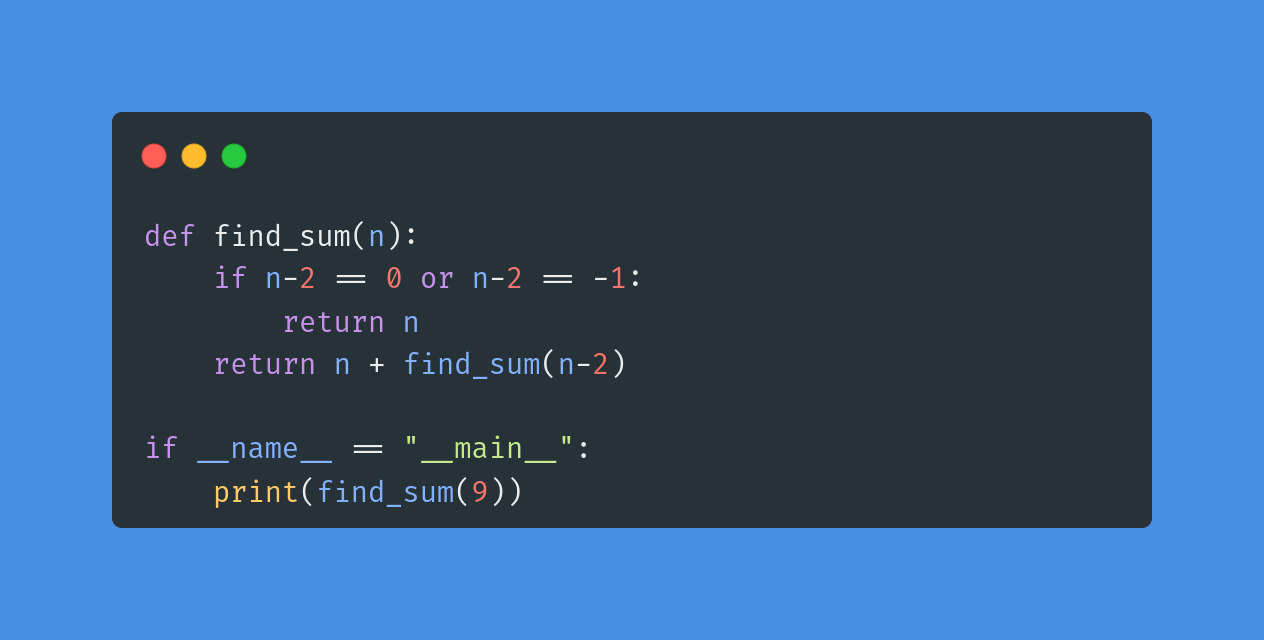 def find_sum(n):
    if n-2 == 0 or n-2 == -1:
        return n
    return n + find_sum(n-2)

if __name__ == "__main__":
    print(find_sum(9))